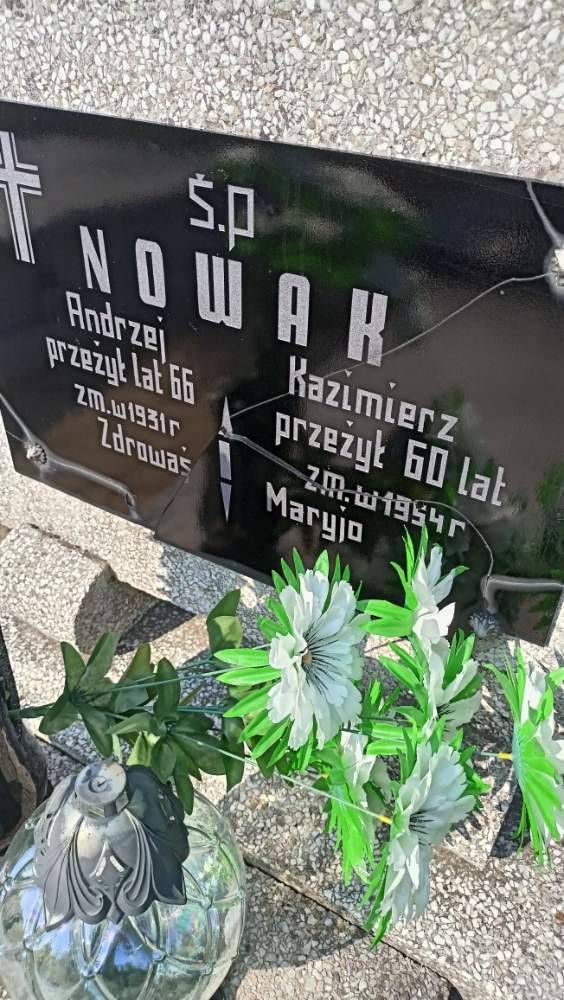 Ś.P
NOWAK
Andrzej
przeżył lat 66
zm.w 1931 r
Kazimierz
przeżył 60 lat
zm.w 1954 r
Zdrowaś Maryjo